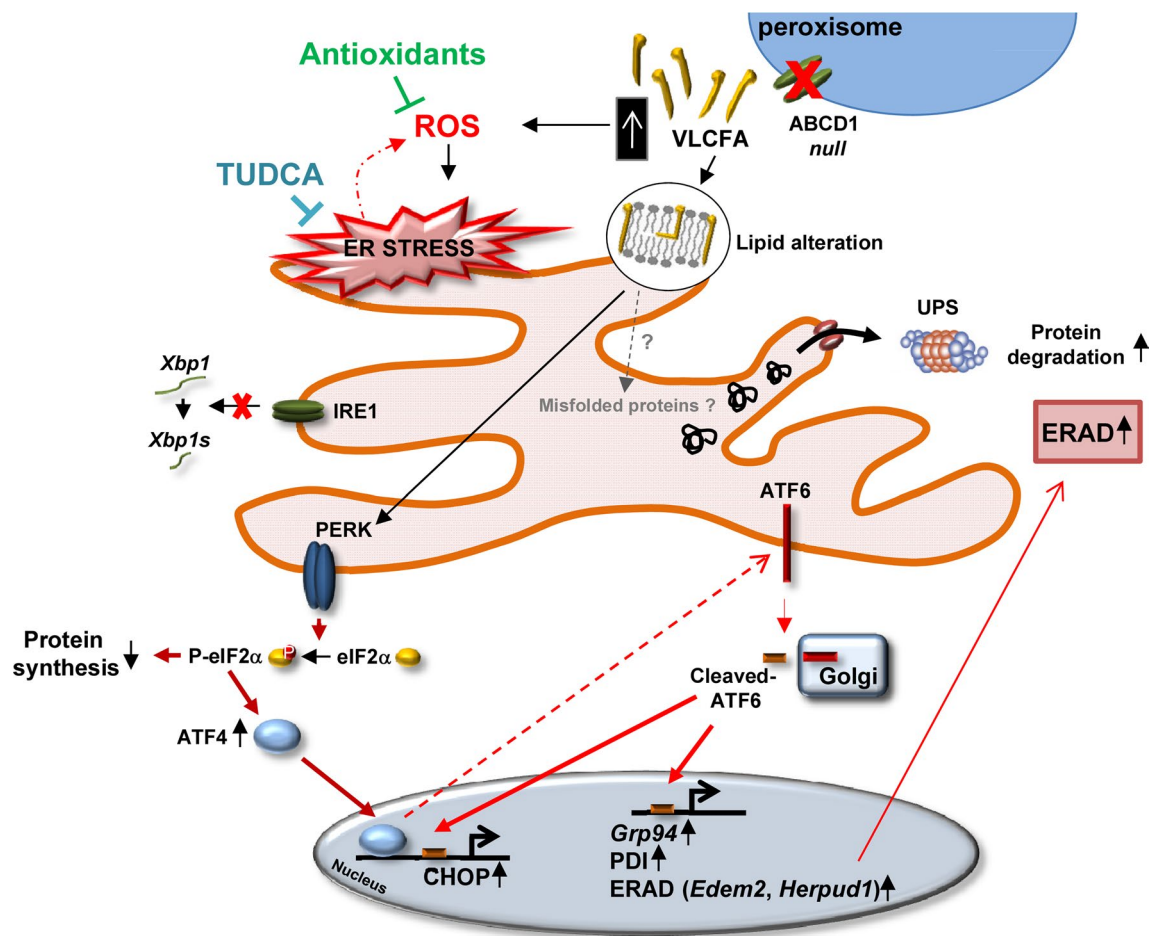 peroxisome
Antioxidants
ROS
↑
VLCFA
ABCD1
null
TUDCA
ER STRESS
Lipid alteration
UPS
Protein
degradation ↑
?
Misfolded proteins ?
Xbp1
Xbp1s
IRE1
ERAD ↑
ATF6
PERK
Protein
synthesis ↓
P-eIF2α
P
eIF2α
Cleaved-
ATF6
Golgi
ATF4 ↑
Nucleus
CHOP ↑
Grp94 ↑
PDI ↑
ERAD (Edem2, Herpud1) ↑